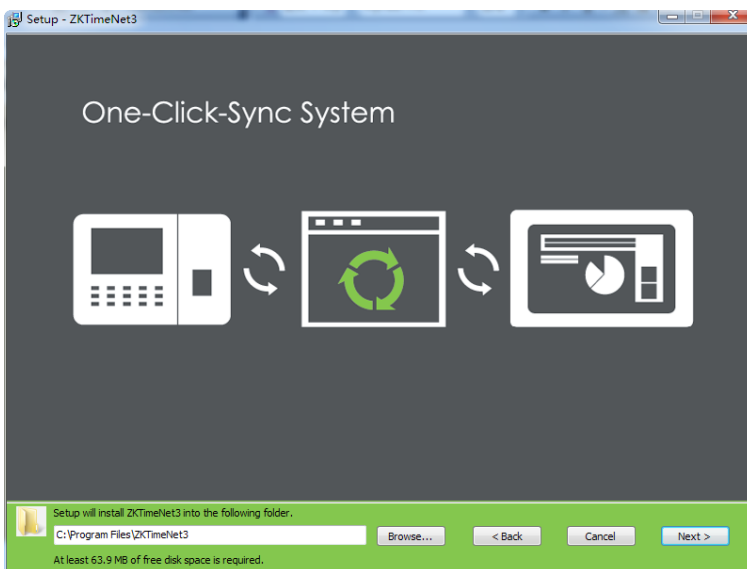 Setup - ZKTimeNet3
One-Click-Sync System
Setup will install ZKTimeNet3 into the following folder.
C:\Program Files\ZKTimeNet3
Browse...
< Back
Cancel
Next >
At least 63.9 MB of free disk space is required.